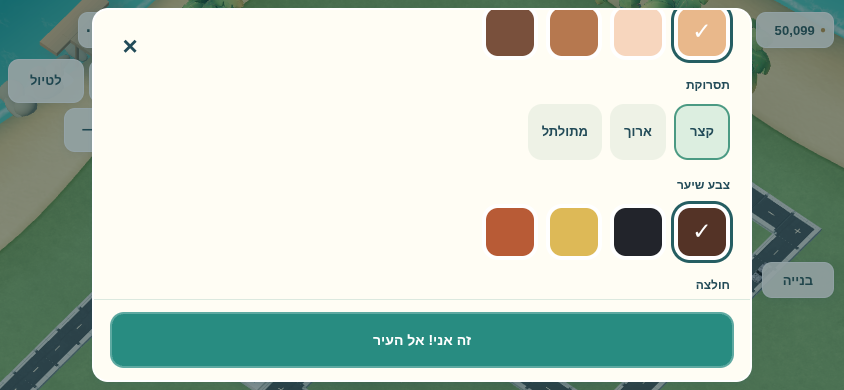 50,099
לטיול
תסרוקת
קצר
ארוך
מתולתל
צבע שיער
חולצה
בנייה
זה אני! אל העיר